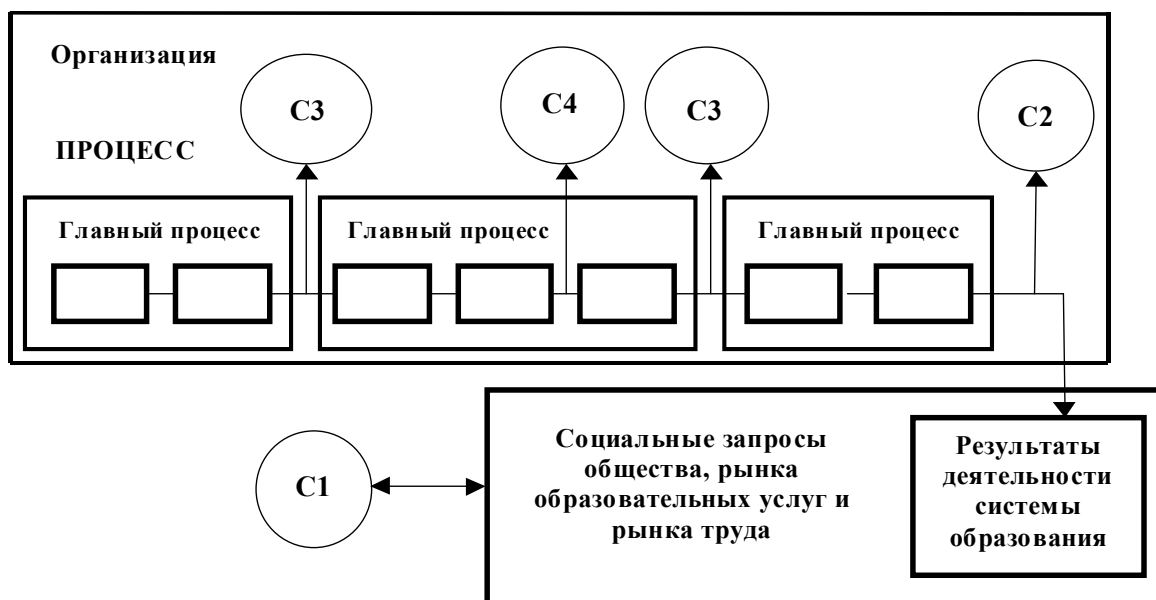 Организация
С3
С4
С3
С2
ПРОЦЕСС
Главный процесс
Главный процесс
Главный процесс
С1
Социальные запросы
общества, рынка
образовательных услуг и
рынка труда
Результаты
деятельности
системы
образования